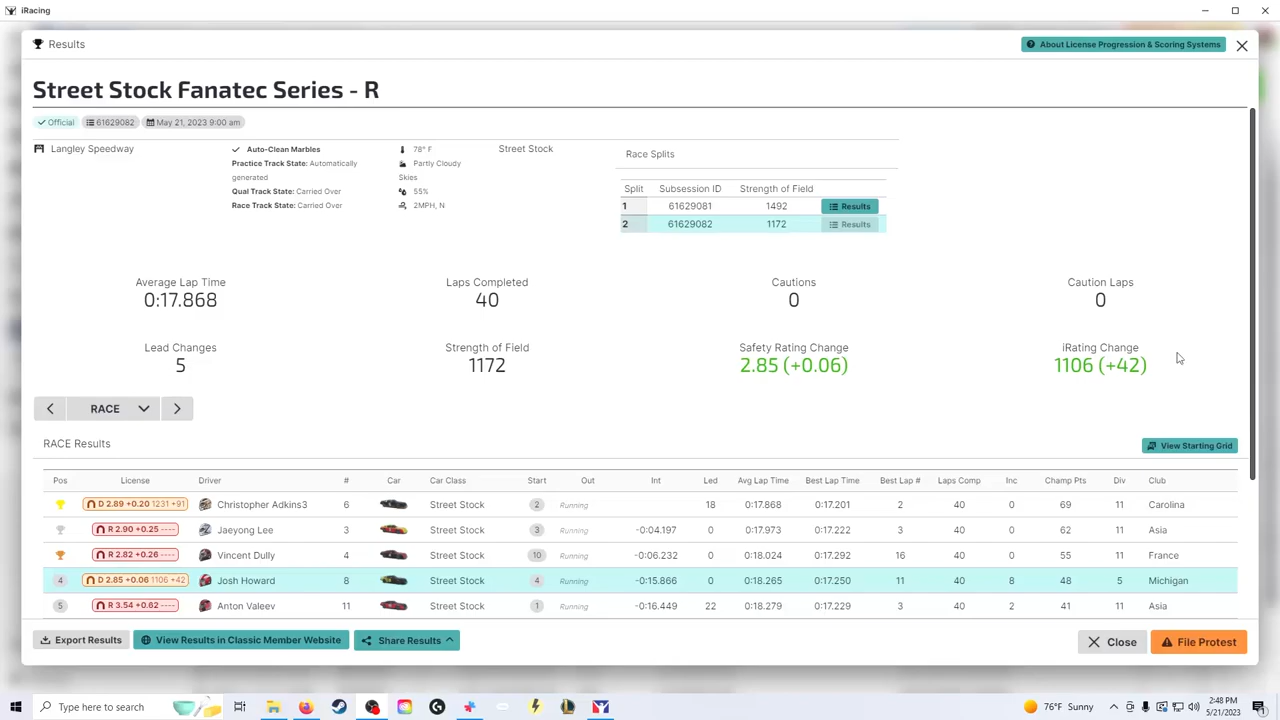 iRacing
Results
About License Progression & Scoring Systems
Street Stock Fanatec Series - R
Official
61629082
May 21, 2023 9:00 am
Langley Speedway
Auto-Clean Marbles
Practice Track State: Automatically
generated
Qual Track State: Carried Over
Race Track State: Carried Over
78° F
Partly Cloudy
Skies
55%
2MPH, N
Street Stock
Race Splits
Split Subsession ID Strength of Field
1 61629081 1492 Results
2 61629082 1172 Results
Average Lap Time Laps Completed Cautions Caution Laps
0:17.868 40 0 0
Lead Changes Strength of Field Safety Rating Change iRating Change
5 1172 2.85 (+0.06) 1106 (+42)
RACE
RACE Results
View Starting Grid
Pos License Driver # Car Car Class Start Out Int Led Avg Lap Time Best Lap Time Best Lap # Laps Comp Inc Champ Pts Div Club
D 2.89 +0.20 1231 +91 Christopher Adkins3 6 Street Stock 2 Running 18 0:17.868 0:17.201 2 40 0 69 11 Carolina
R 2.90 +0.25 ---- Jaeyong Lee 3 Street Stock 3 Running -0:04.197 0 0:17.973 0:17.222 3 40 0 62 11 Asia
R 2.82 +0.26 ---- Vincent Dully 4 Street Stock 10 Running -0:06.232 0 0:18.024 0:17.292 16 40 0 55 11 France
4 D 2.85 +0.06 1106 +42 Josh Howard 8 Street Stock 4 Running -0:15.866 0 0:18.265 0:17.250 11 40 8 48 5 Michigan
5 R 3.54 +0.62 ---- Anton Valeev 11 Street Stock 1 Running -0:16.449 22 0:18.279 0:17.229 3 40 2 41 11 Asia
Export Results
View Results in Classic Member Website
Share Results
Close
File Protest
Type here to search
76°F Sunny
2:48 PM
5/21/2023
1